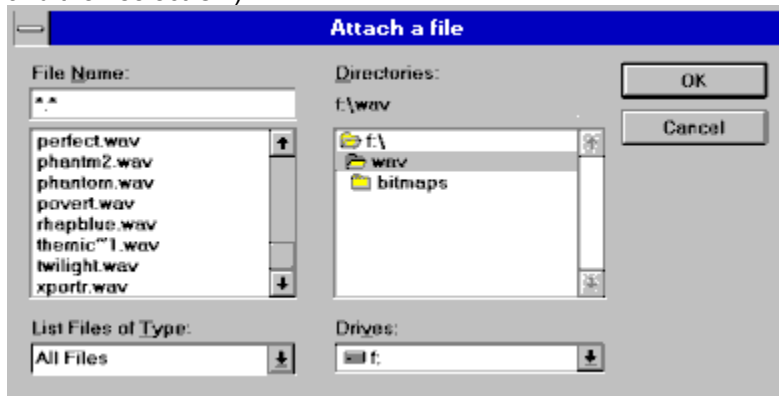 Attach a file
File Name:
*.*
perfect.wav
phantm2.wav
phantom.wav
povert.wav
rhapblue.wav
themic~1.wav
twilight.wav
xportr.wav
List Files of Type:
All Files
Directories:
f:\wav
f:\
wav
bitmaps
Drives:
f:
OK
Cancel